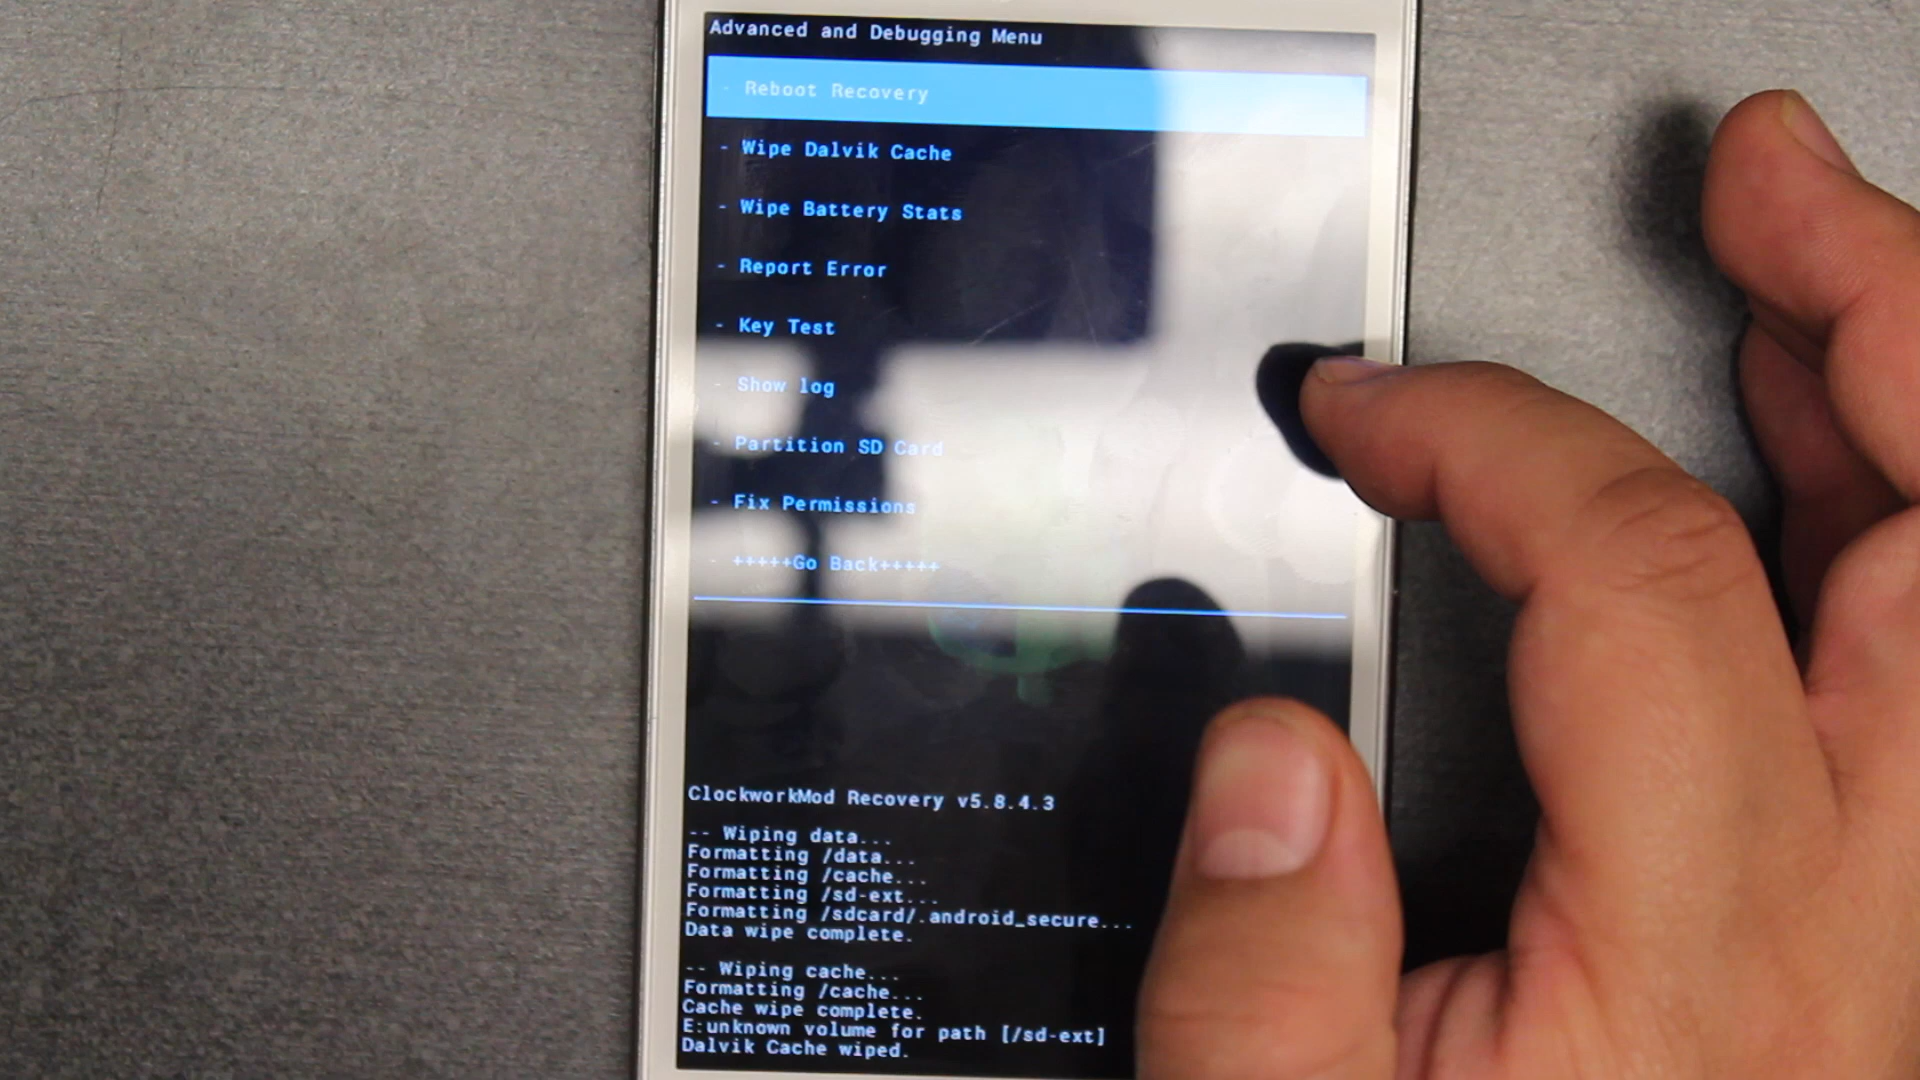 Advanced and Debugging Menu
- Reboot Recovery
- Wipe Dalvik Cache
- Wipe Battery Stats
- Report Error
- Key Test
- Show log
- Partition SD Card
- Fix Permissions
- +++++Go Back+++++
ClockworkMod Recovery v5.8.4.3
-- Wiping data...
Formatting /data...
Formatting /cache...
Formatting /sd-ext...
Formatting /sdcard/.android_secure...
Data wipe complete.
-- Wiping cache...
Formatting /cache...
Cache wipe complete.
E:unknown volume for path [/sd-ext]
Dalvik Cache wiped.